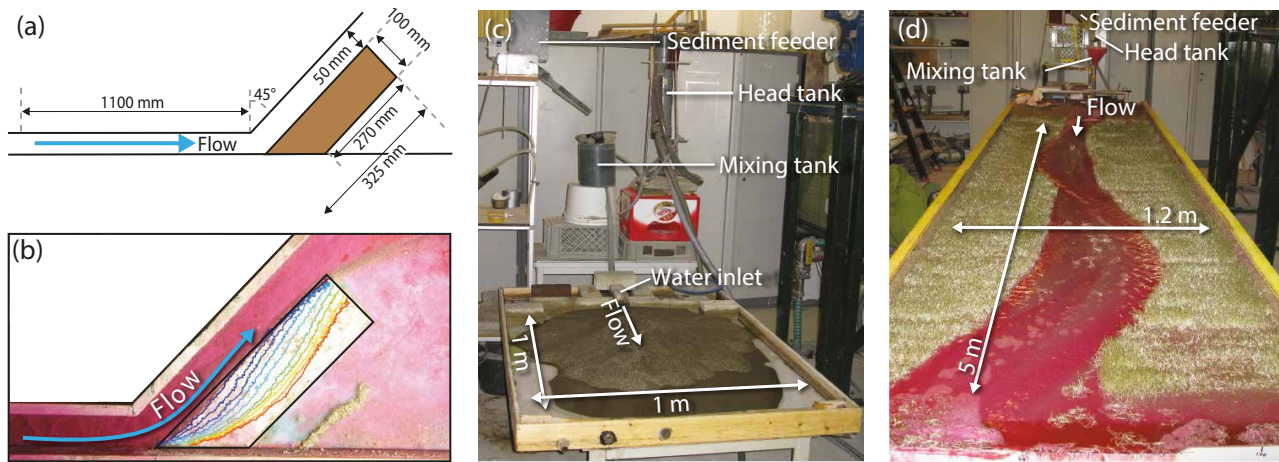 (a)
100 mm
50 mm
1100 mm
45°
Flow
270 mm
325 mm
(b)
Flow
(c)
Sediment feeder
Head tank
Mixing tank
Water inlet
Flow
1 m
1 m
(d)
Sediment feeder
Head tank
Mixing tank
Flow
1.2 m
5 m